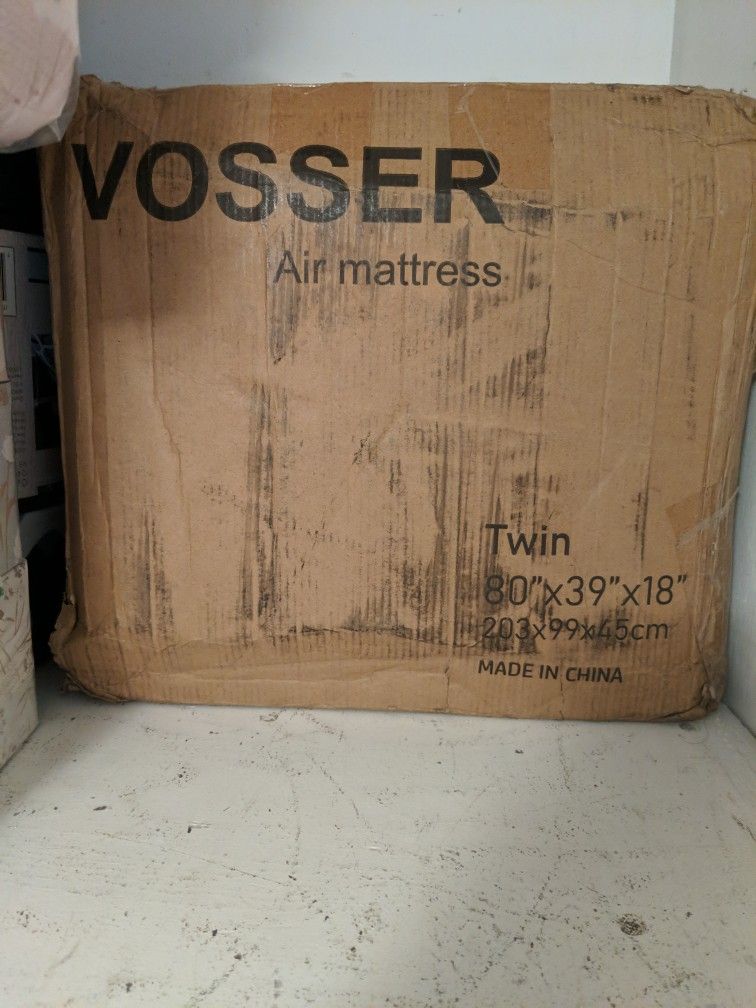 VOSSER
Air mattress
Twin
80”x39”x18”
203x99x45cm
MADE IN CHINA